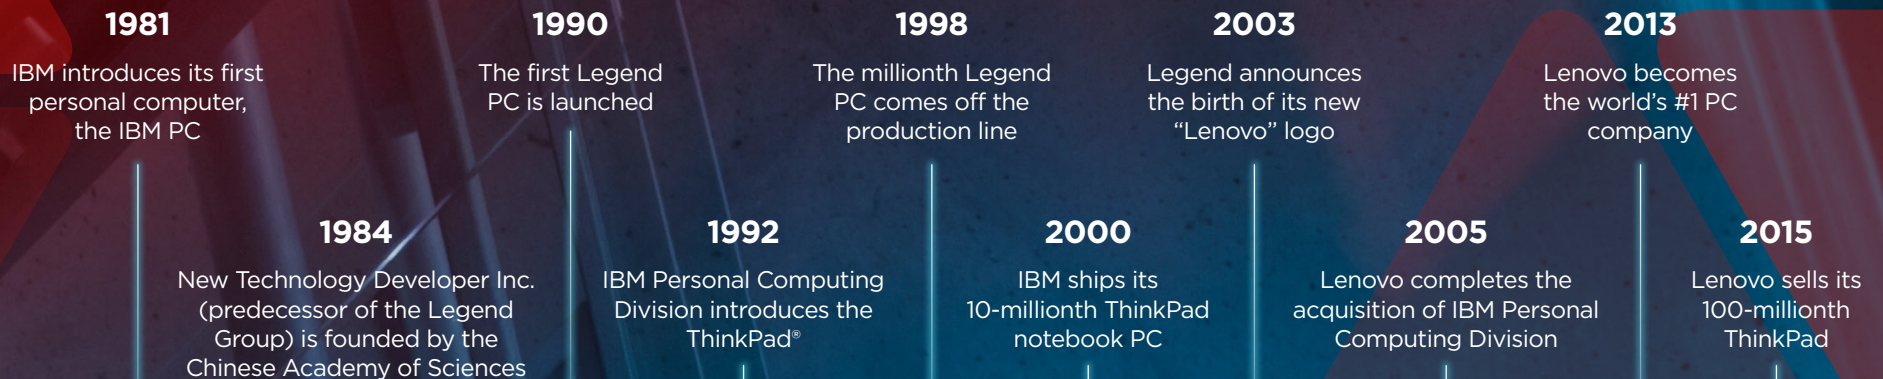 1981
IBM introduces its first
personal computer,
the IBM PC
1984
New Technology Developer Inc.
(predecessor of the Legend
Group) is founded by the
Chinese Academy of Sciences
1990
The first Legend
PC is launched
1992
IBM Personal Computing
Division introduces the
ThinkPad®
1998
The millionth Legend
PC comes off the
production line
2000
IBM ships its
10-millionth ThinkPad
notebook PC
2003
Legend announces
the birth of its new
“Lenovo” logo
2005
Lenovo completes the
acquisition of IBM Personal
Computing Division
2013
Lenovo becomes
the world’s #1 PC
company
2015
Lenovo sells its
100-millionth
ThinkPad